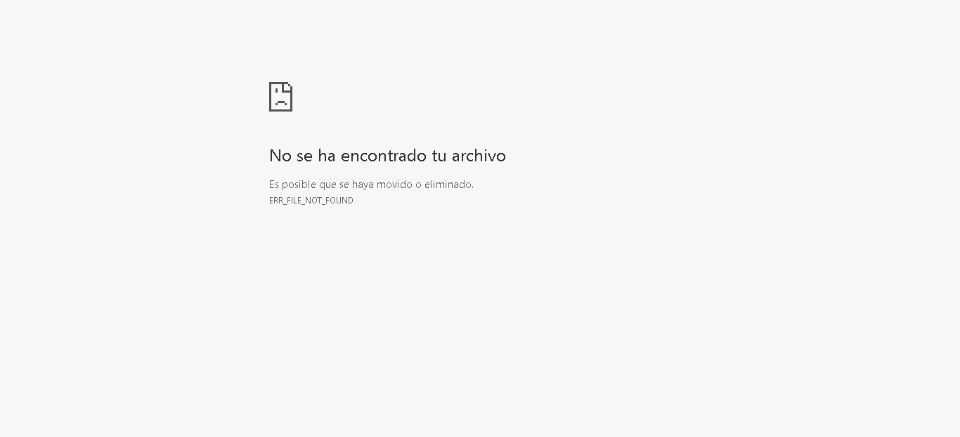 No se ha encontrado tu archivo
Es posible que se haya movido o eliminado.
ERR_FILE_NOT_FOUND